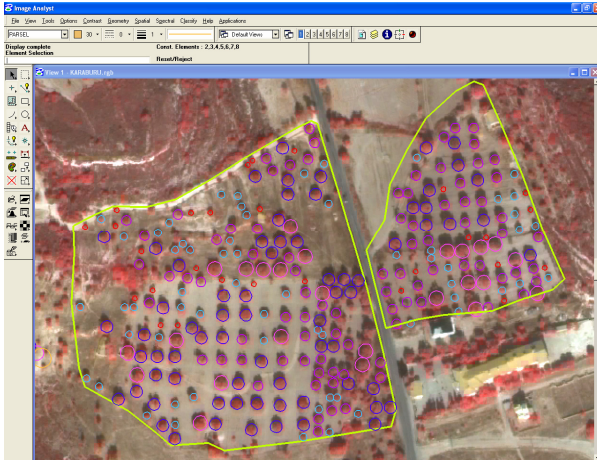 Image Analyst
File View Tools Options Contrast Geometry Spatial Spectral Classify Help Applications
PARSEL 30 0 1 Default Views 1 2 3 4 5 6 7 8
Display complete Const. Elements : 2,3,4,5,6,7,8
Element Selection
Reset/Reject
View 1 - KARABURU.rgb